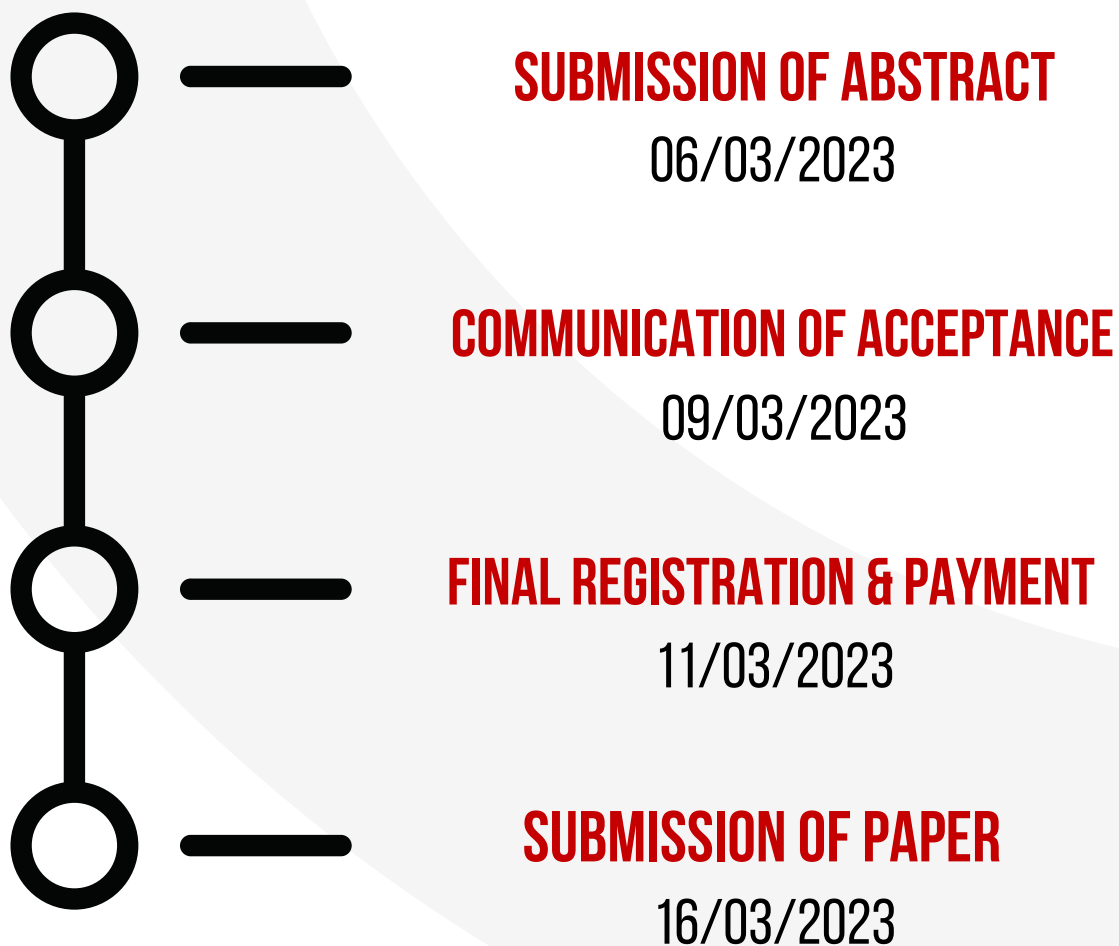 SUBMISSION OF ABSTRACT
06/03/2023
COMMUNICATION OF ACCEPTANCE
09/03/2023
FINAL REGISTRATION & PAYMENT
11/03/2023
SUBMISSION OF PAPER
16/03/2023